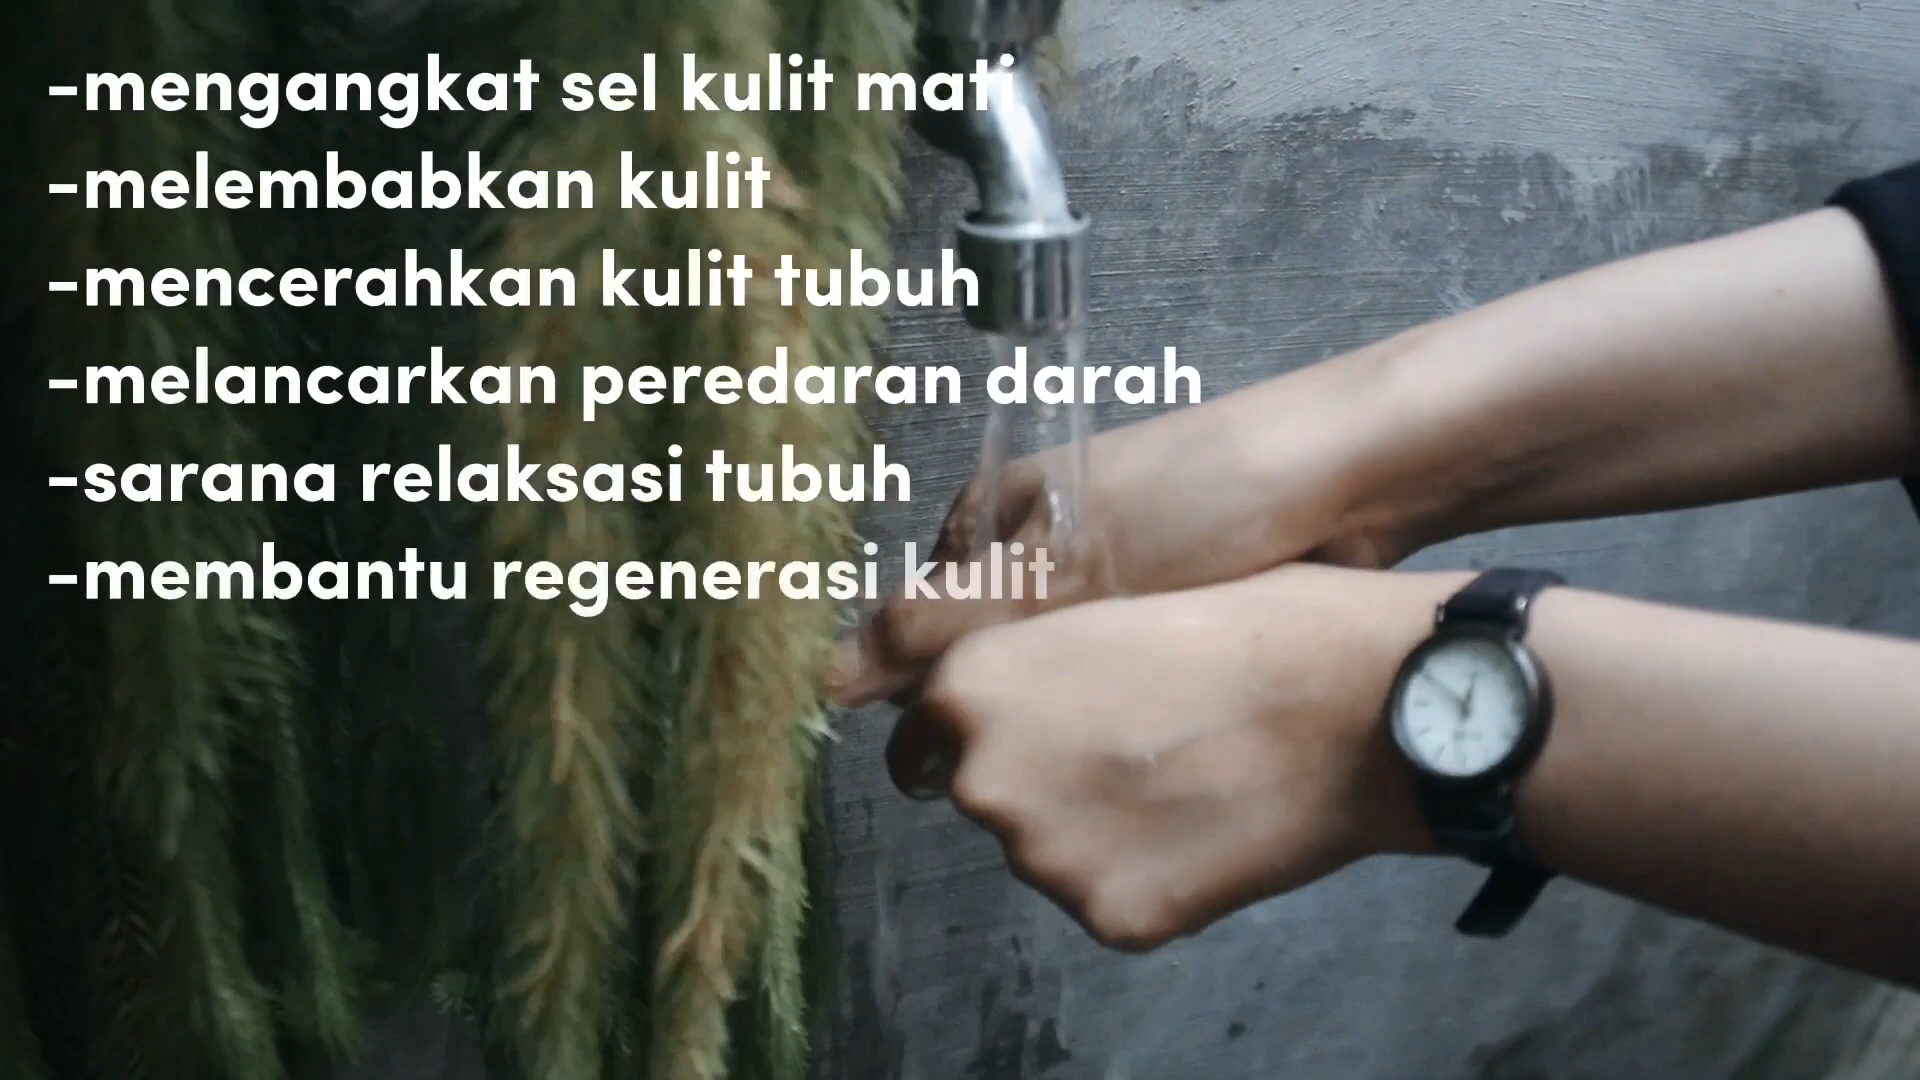 -mengangkat sel kulit mati
-melembabkan kulit
-mencerahkan kulit tubuh
-melancarkan peredaran darah
-sarana relaksasi tubuh
-membantu regenerasi kulit